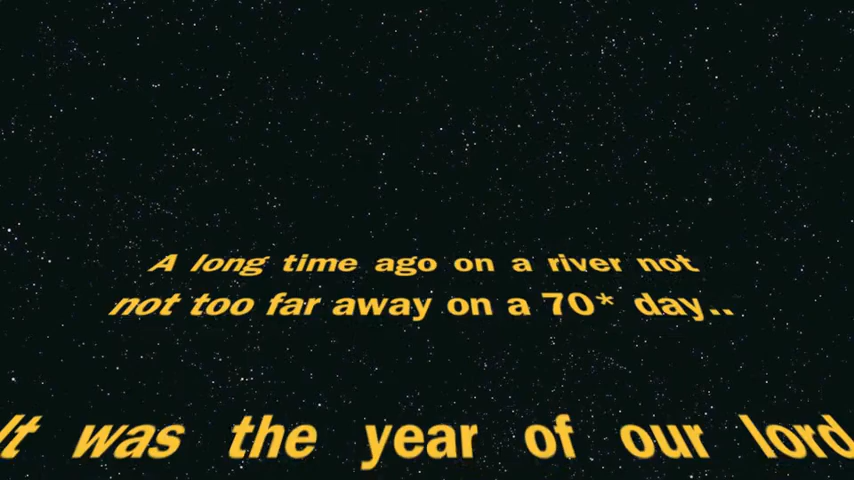 A long time ago on a river not
not too far away on a 70* day..
It was the year of our lord